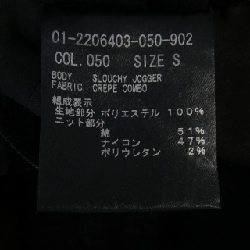 01-2206403-050-902
COL.050 SIZE S
BODY SLOUCHY JOGGER
FABRIC CREPE COMBO
組成表示
生地部分 ポリエステル 100%
ニット部分
綿 51%
ナイロン 47%
ポリウレタン 2%